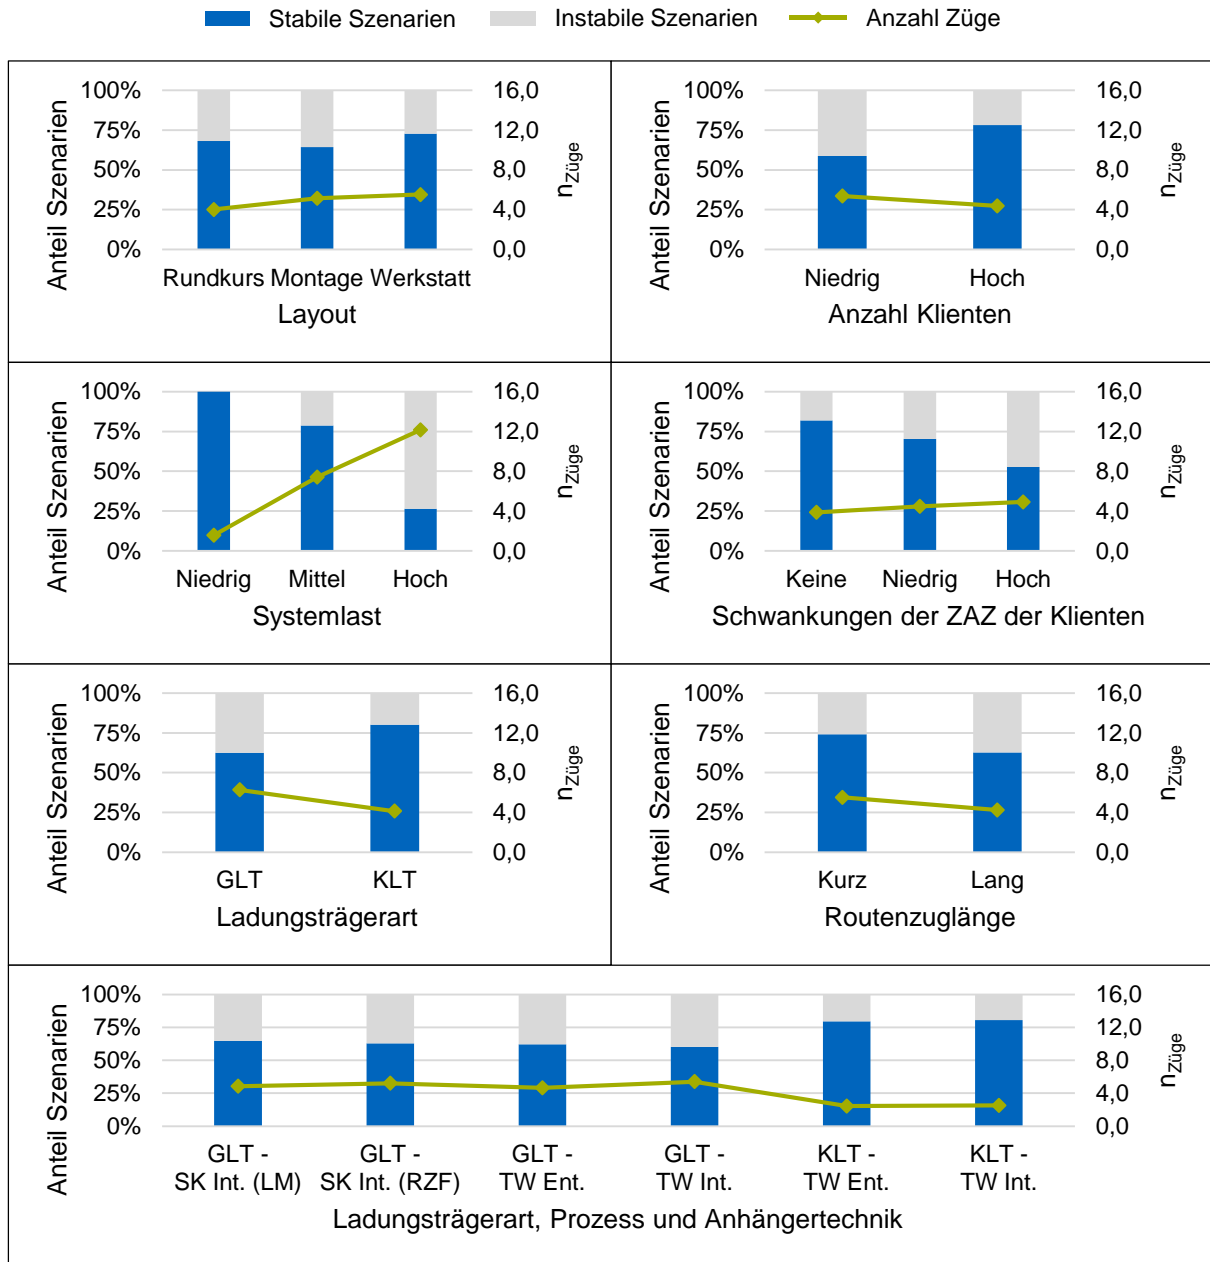 Stabile Szenarien Instabile Szenarien Anzahl Züge
Anteil Szenarien
100% 16,0
75% 12,0
50% 8,0
25% 4,0
0% 0,0
n_Züge
Rundkurs Montage Werkstatt
Layout
Anteil Szenarien
100% 16,0
75% 12,0
50% 8,0
25% 4,0
0% 0,0
n_Züge
Niedrig Hoch
Anzahl Klienten
Anteil Szenarien
100% 16,0
75% 12,0
50% 8,0
25% 4,0
0% 0,0
n_Züge
Niedrig Mittel Hoch
Systemlast
Anteil Szenarien
100% 16,0
75% 12,0
50% 8,0
25% 4,0
0% 0,0
n_Züge
Keine Niedrig Hoch
Schwankungen der ZAZ der Klienten
Anteil Szenarien
100% 16,0
75% 12,0
50% 8,0
25% 4,0
0% 0,0
n_Züge
GLT KLT
Ladungsträgerart
Anteil Szenarien
100% 16,0
75% 12,0
50% 8,0
25% 4,0
0% 0,0
n_Züge
Kurz Lang
Routenzuglänge
Anteil Szenarien
100% 16,0
75% 12,0
50% 8,0
25% 4,0
0% 0,0
n_Züge
GLT - GLT - GLT - GLT - KLT - KLT -
SK Int. (LM) SK Int. (RZF) TW Ent. TW Int. TW Ent. TW Int.
Ladungsträgerart, Prozess und Anhängertechnik